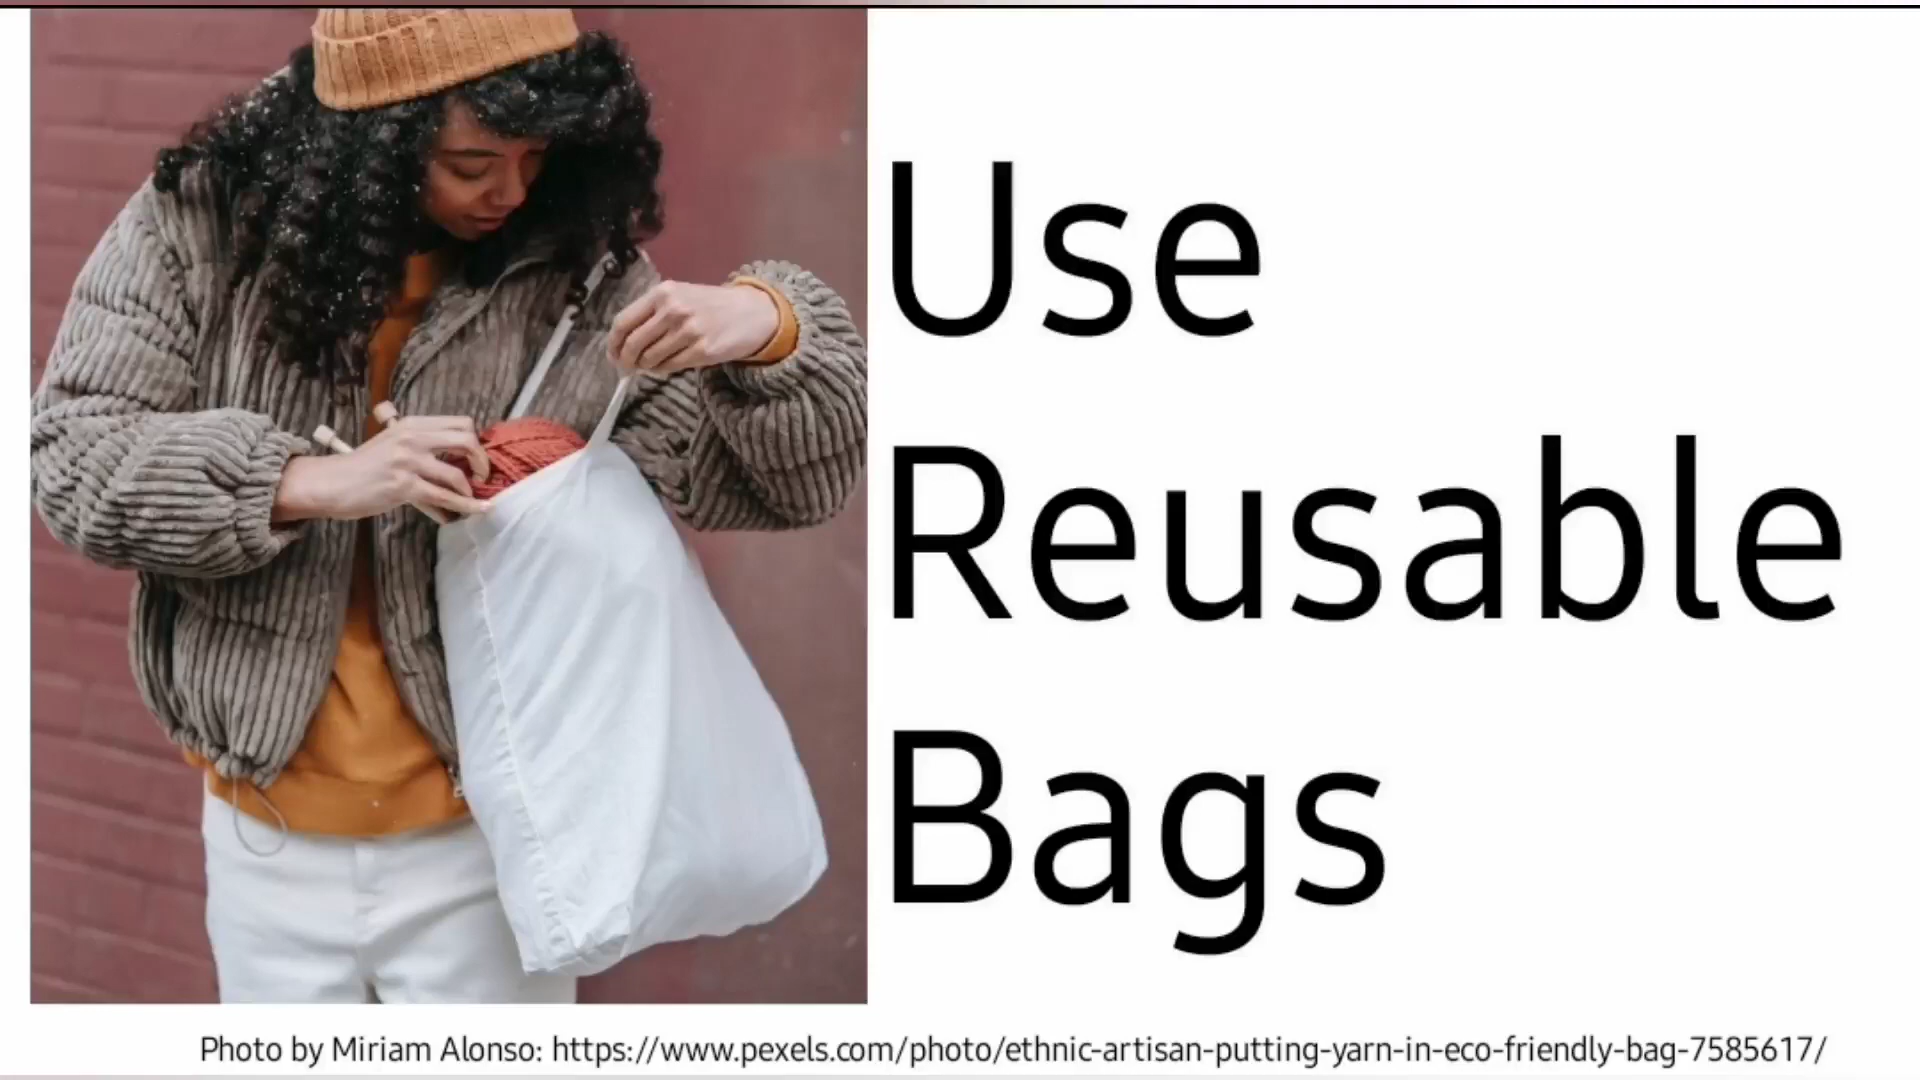 Use
Reusable
Bags
Photo by Miriam Alonso: https://www.pexels.com/photo/ethnic-artisan-putting-yarn-in-eco-friendly-bag-7585617/